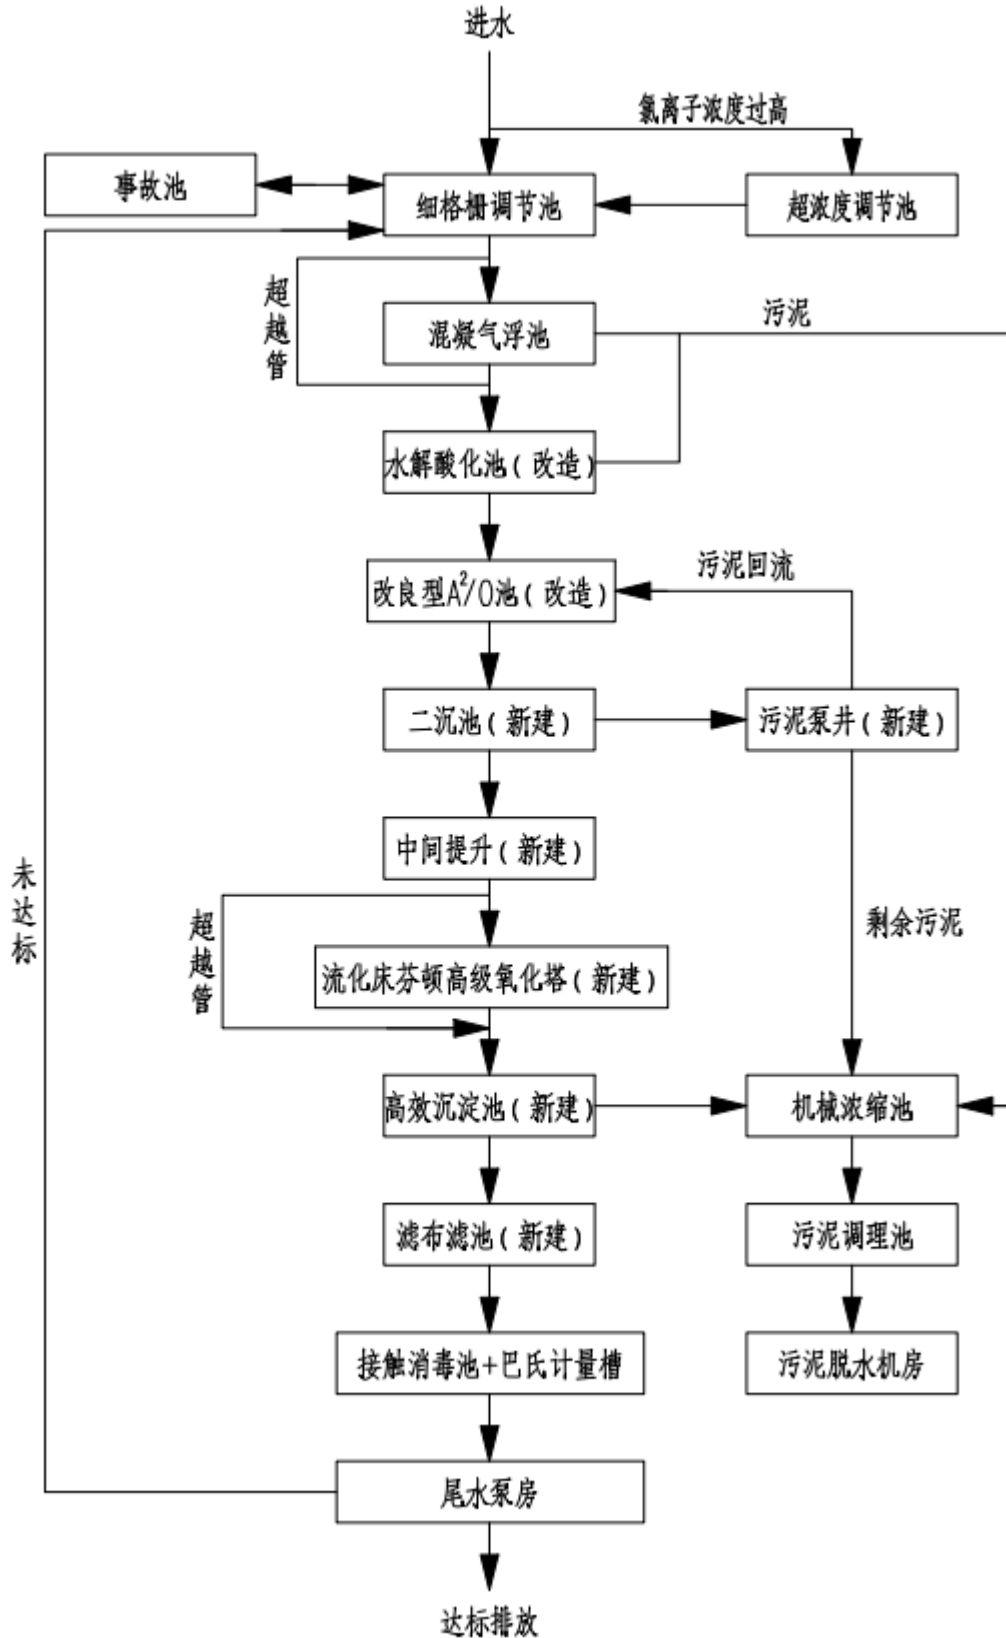 进水
氯离子浓度过高
事故池
细格栅调节池
超浓度调节池
超越管
混凝气浮池
污泥
水解酸化池(改造)
污泥回流
改良型A²/O池(改造)
二沉池(新建)
污泥泵井(新建)
中间提升(新建)
未达标
超越管
剩余污泥
流化床芬顿高级氧化塔(新建)
高效沉淀池(新建)
机械浓缩池
滤布滤池(新建)
污泥调理池
接触消毒池+巴氏计量槽
污泥脱水机房
尾水泵房
达标排放